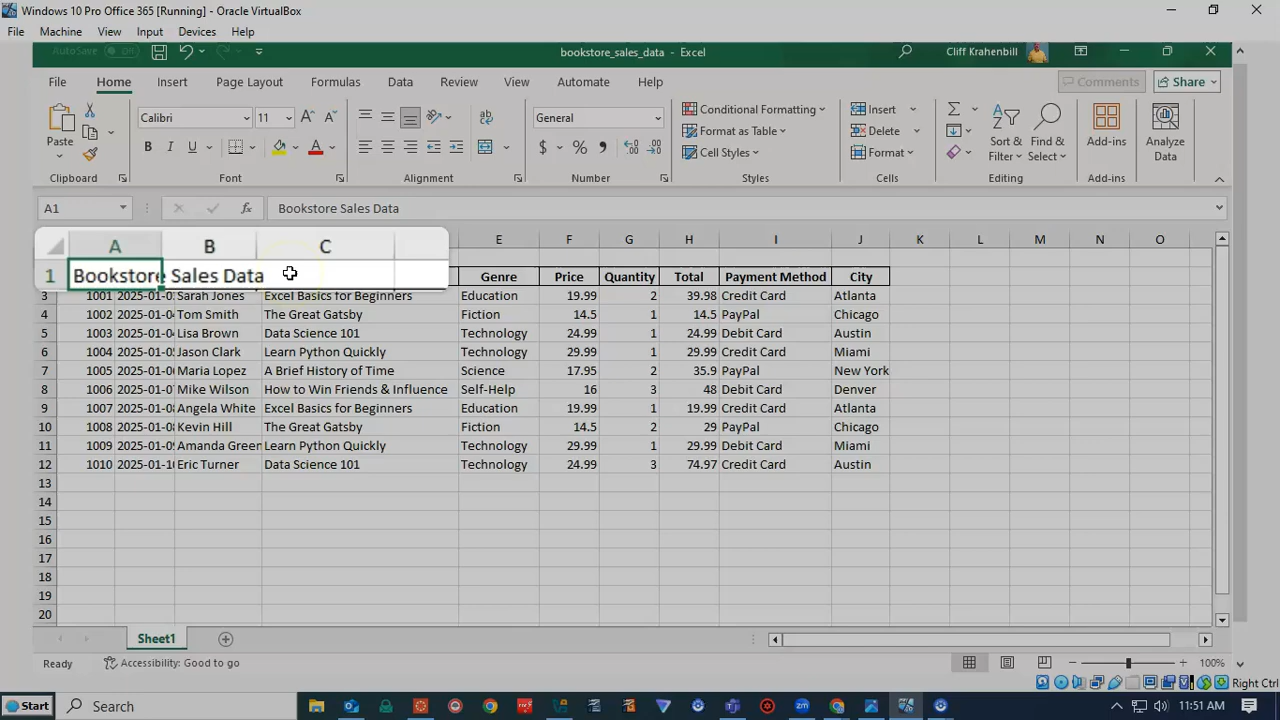 Windows 10 Pro Office 365 [Running] - Oracle VirtualBox
File Machine View Input Devices Help
AutoSave Off bookstore_sales_data - Excel Cliff Krahenbill
File Home Insert Page Layout Formulas Data Review View Automate Help Comments Share
Paste Calibri 11 General Conditional Formatting Format as Table Cell Styles Insert Delete Format Sort & Filter Find & Select Add-ins Analyze Data
Clipboard Font Alignment Number Styles Cells Editing Add-ins
A1 fx Bookstore Sales Data
A B C E F G H I J K L M N O
1 Bookstore Sales Data
Genre Price Quantity Total Payment Method City
3 1001 2025-01-0 Sarah Jones Excel Basics for Beginners Education 19.99 2 39.98 Credit Card Atlanta
4 1002 2025-01-04 Tom Smith The Great Gatsby Fiction 14.5 1 14.5 PayPal Chicago
5 1003 2025-01-04 Lisa Brown Data Science 101 Technology 24.99 1 24.99 Debit Card Austin
6 1004 2025-01-05 Jason Clark Learn Python Quickly Technology 29.99 1 29.99 Credit Card Miami
7 1005 2025-01-06 Maria Lopez A Brief History of Time Science 17.95 2 35.9 PayPal New York
8 1006 2025-01-07 Mike Wilson How to Win Friends & Influence Self-Help 16 3 48 Debit Card Denver
9 1007 2025-01-08 Angela White Excel Basics for Beginners Education 19.99 1 19.99 Credit Card Atlanta
10 1008 2025-01-08 Kevin Hill The Great Gatsby Fiction 14.5 2 29 PayPal Chicago
11 1009 2025-01-09 Amanda Green Learn Python Quickly Technology 29.99 1 29.99 Debit Card Miami
12 1010 2025-01-10 Eric Turner Data Science 101 Technology 24.99 3 74.97 Credit Card Austin
13
14
15
16
17
18
19
20
Sheet1
Ready Accessibility: Good to go 100%
Right Ctrl
Start Search 11:51 AM